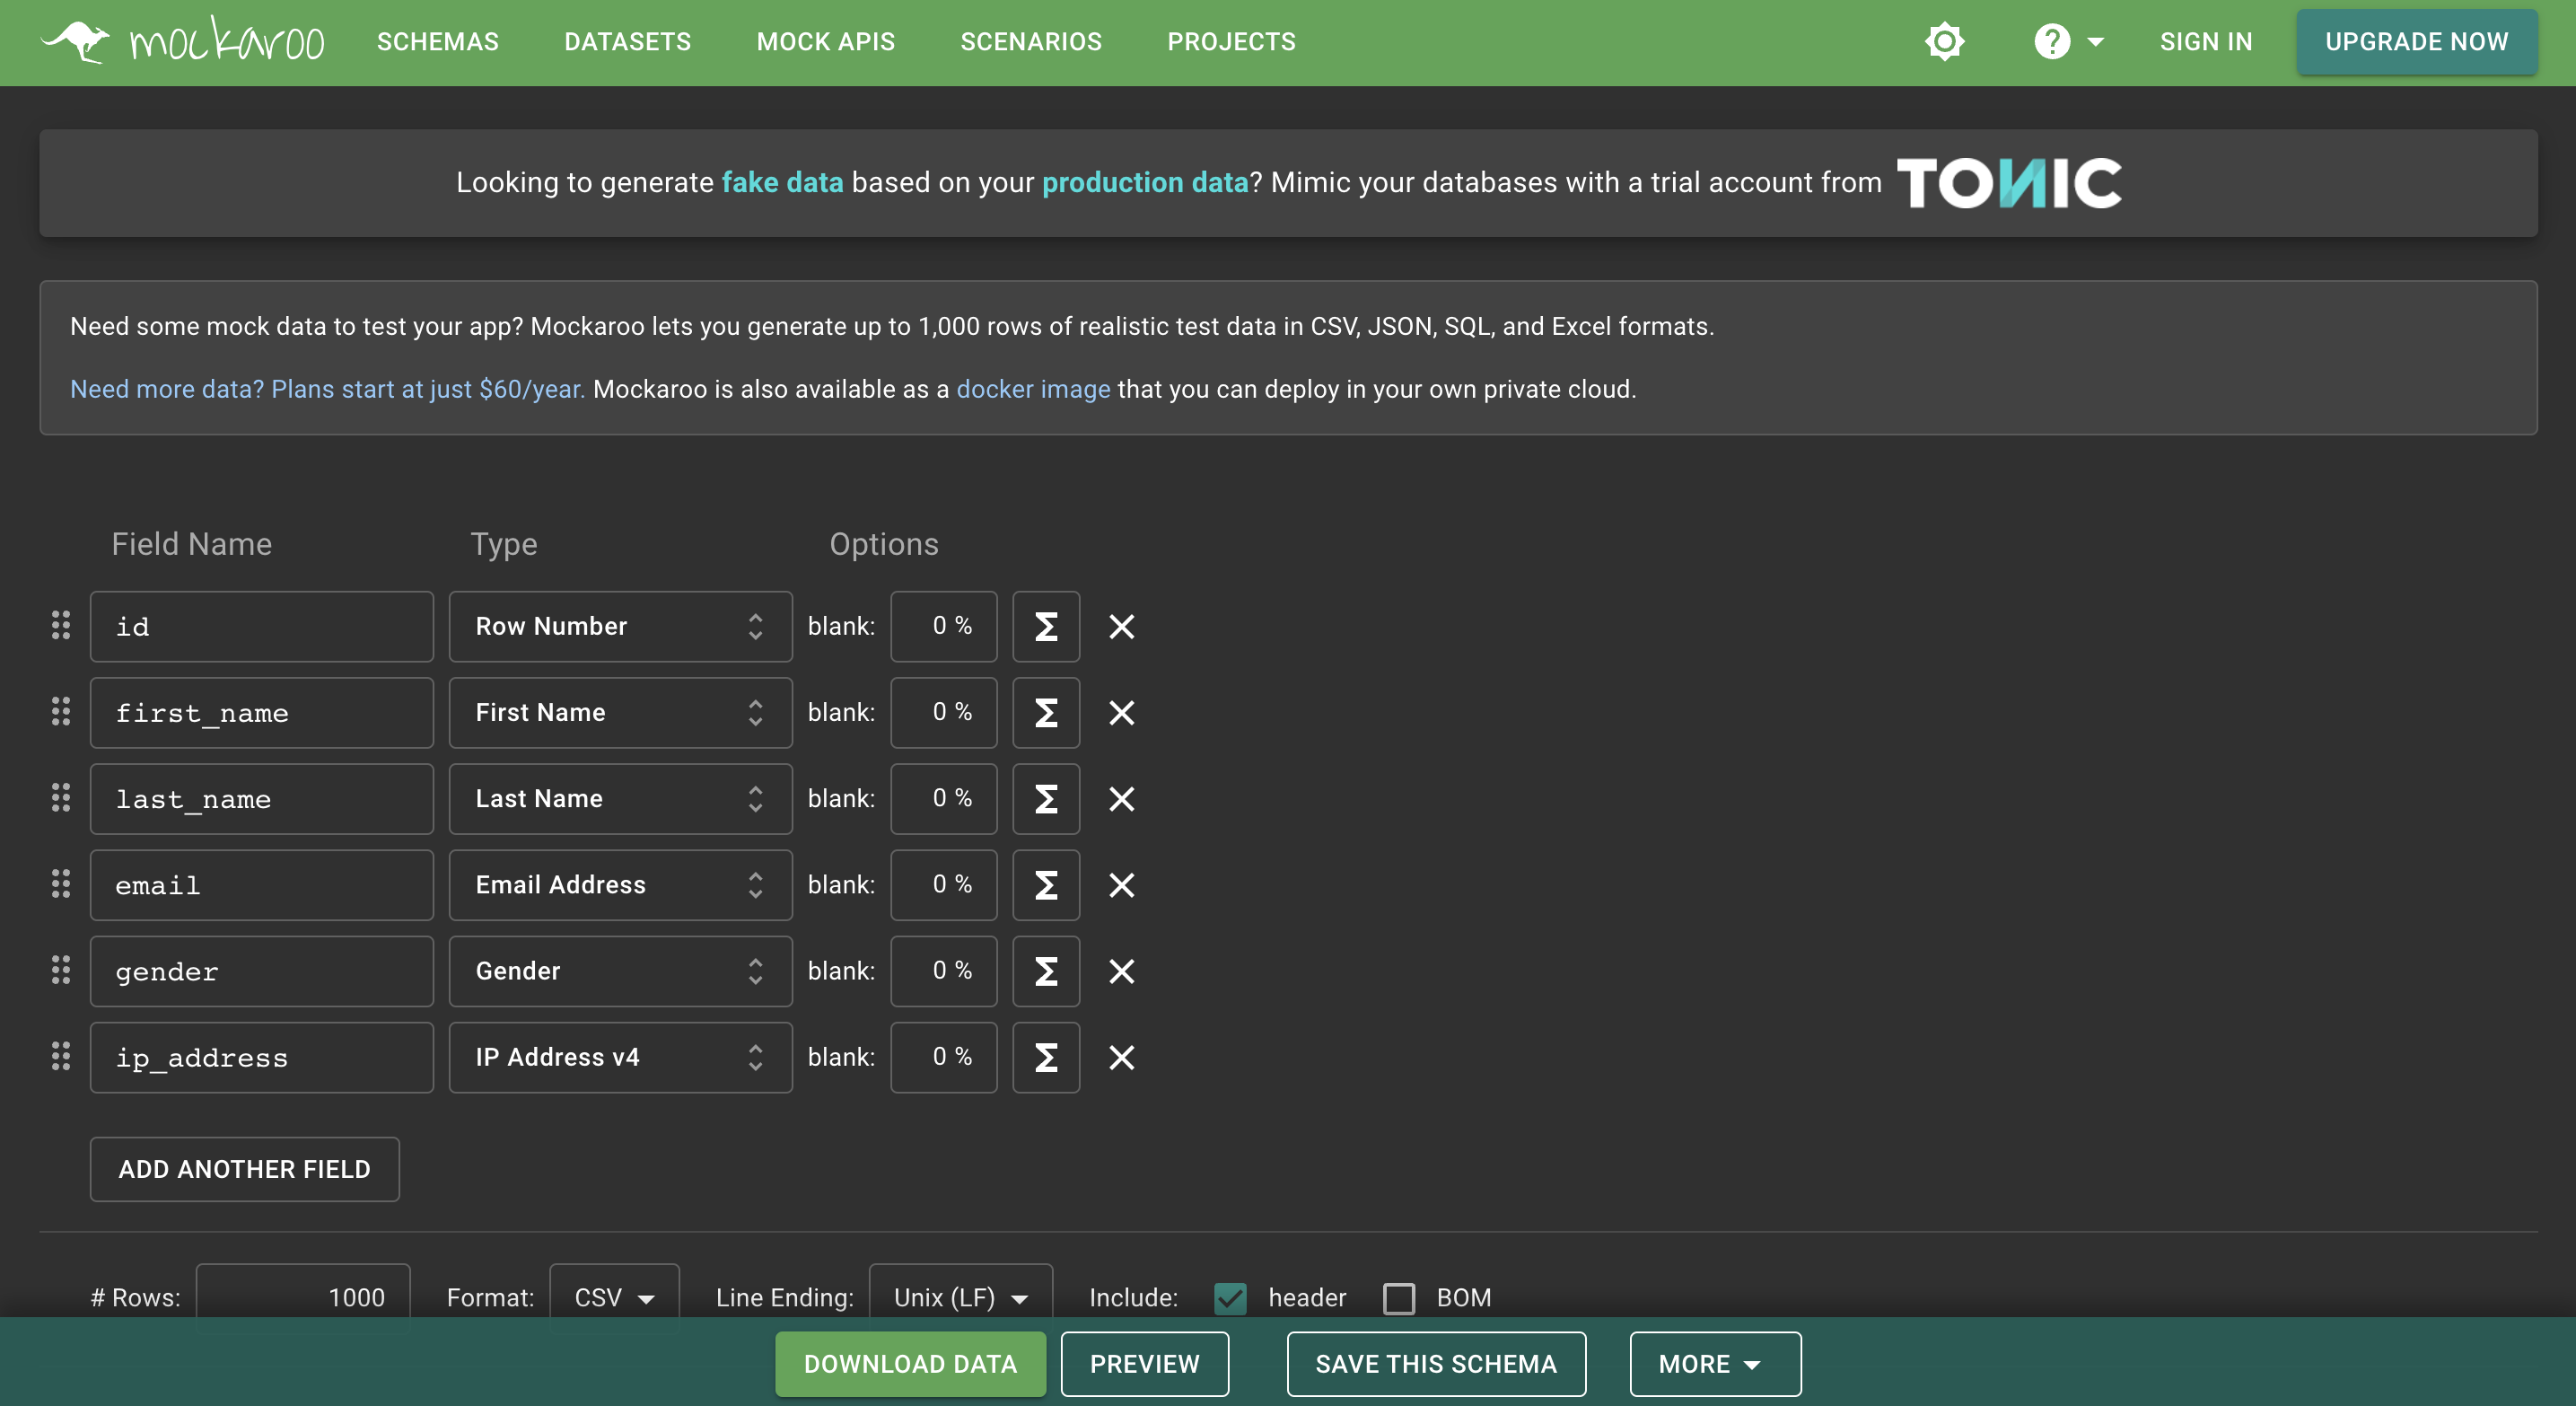 mockaroo SCHEMAS DATASETS MOCK APIS SCENARIOS PROJECTS ? SIGN IN UPGRADE NOW
Looking to generate fake data based on your production data? Mimic your databases with a trial account from TONIC
Need some mock data to test your app? Mockaroo lets you generate up to 1,000 rows of realistic test data in CSV, JSON, SQL, and Excel formats.
Need more data? Plans start at just $60/year. Mockaroo is also available as a docker image that you can deploy in your own private cloud.
Field Name Type Options
id Row Number blank: 0 % Σ
first_name First Name blank: 0 % Σ
last_name Last Name blank: 0 % Σ
email Email Address blank: 0 % Σ
gender Gender blank: 0 % Σ
ip_address IP Address v4 blank: 0 % Σ
ADD ANOTHER FIELD
# Rows: 1000 Format: CSV Line Ending: Unix (LF) Include: header BOM
DOWNLOAD DATA PREVIEW SAVE THIS SCHEMA MORE